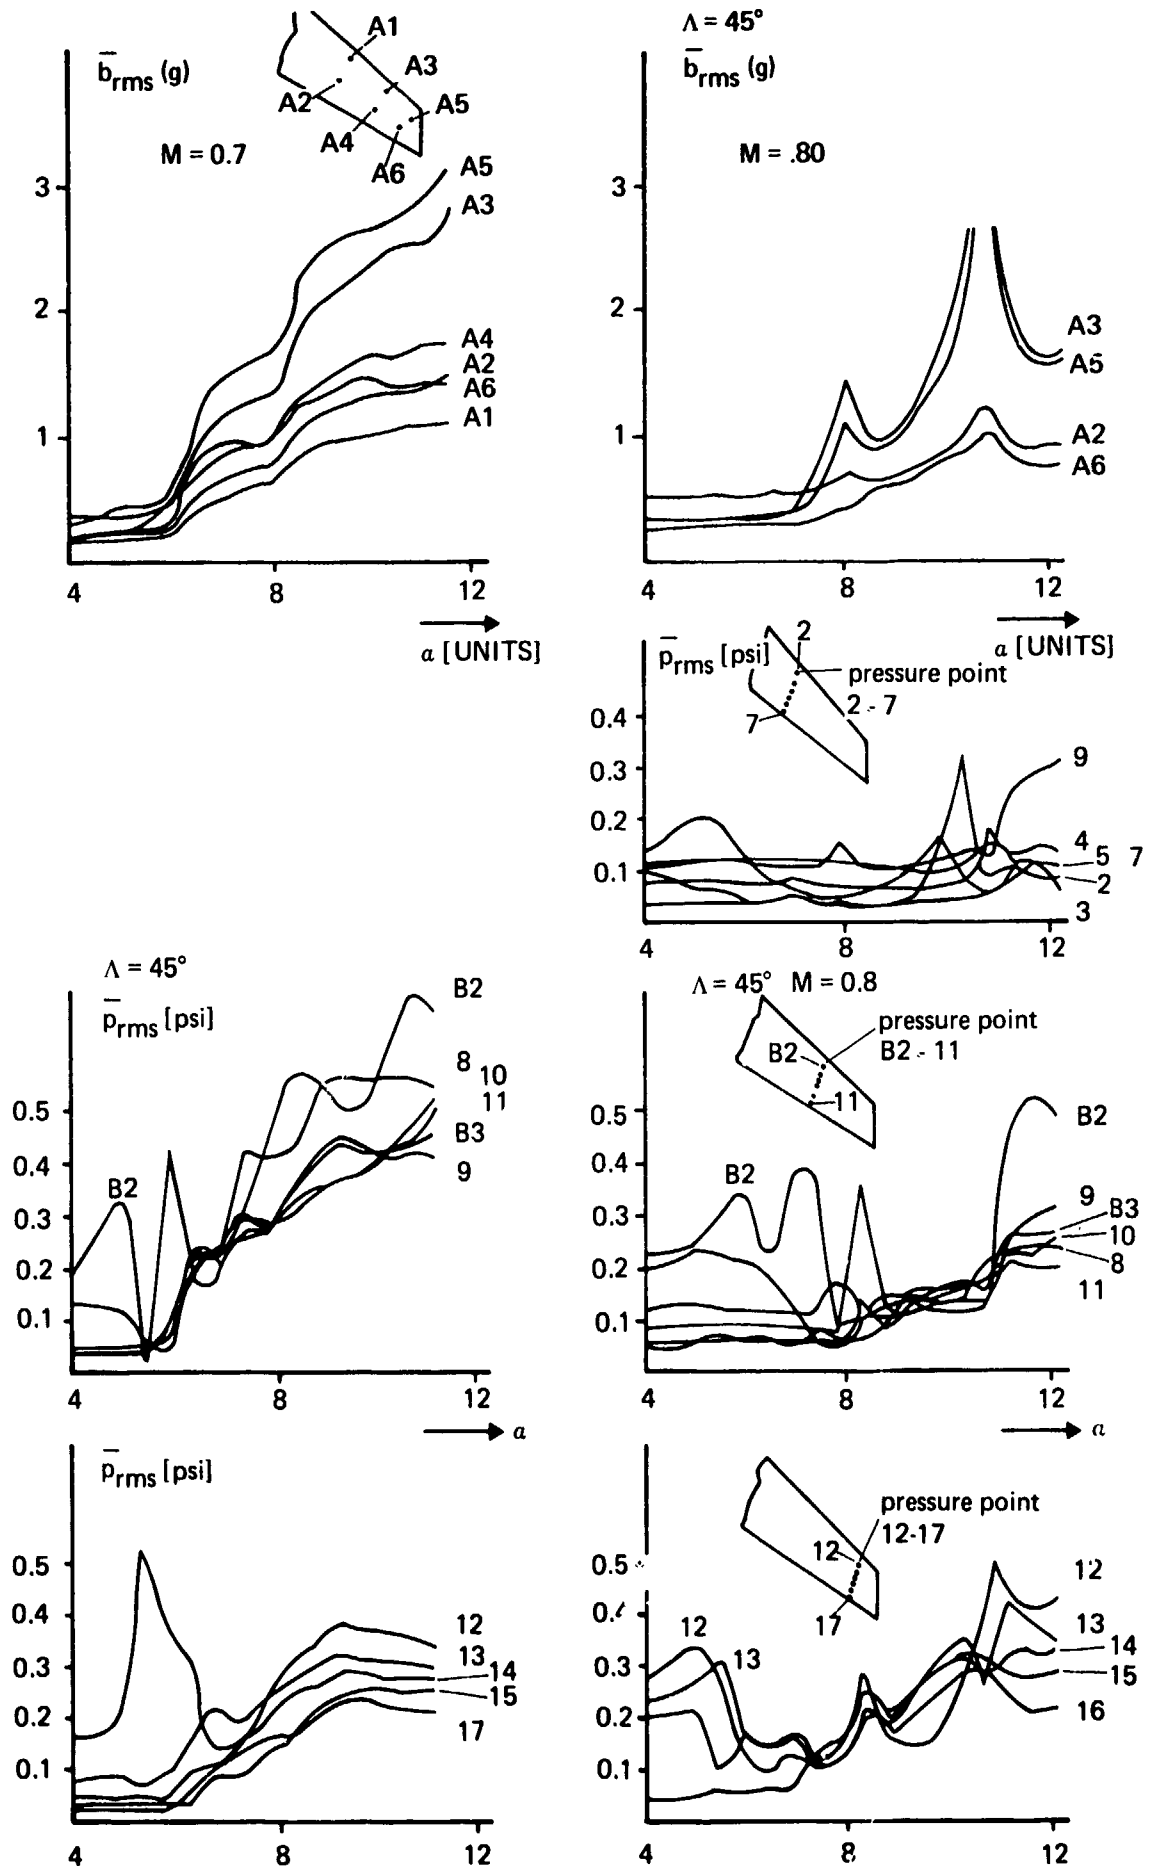 b̅rms (g)
M = 0.7
A1
A3
A2
A5
A4
A6
A5
A3
A4
A2
A6
A1
3
2
1
4 8 12
a [UNITS]
Λ = 45°
b̅rms (g)
M = .80
3
2
1
A3
A5
A2
A6
4 8 12
a [UNITS]
p̅rms [psi]
2
pressure point
2 - 7
7
0.4
0.3
0.2
0.1
9
4
5 7
2
3
4 8 12
Λ = 45°
p̅rms [psi]
B2
B2
8 10
11
B3
9
0.5
0.4
0.3
0.2
0.1
4 8 12
a
Λ = 45° M = 0.8
pressure point
B2 - 11
B2
11
0.5
0.4
0.3
0.2
0.1
B2
B2
9
B3
10
8
11
4 8 12
a
p̅rms [psi]
0.5
0.4
0.3
0.2
0.1
12
13
14
15
17
4 8 12
pressure point
12-17
12
17
0.5
0.4
0.3
0.2
0.1
12
13
12
13
14
15
16
4 8 12